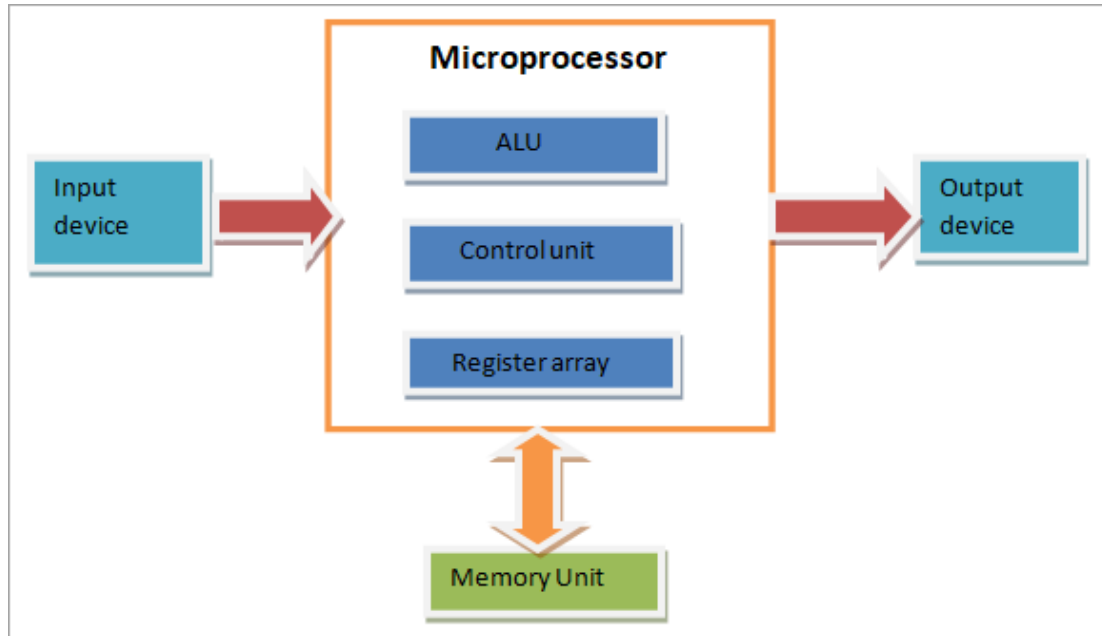 Microprocessor
ALU
Input
device
Control unit
Output
device
Register array
Memory Unit